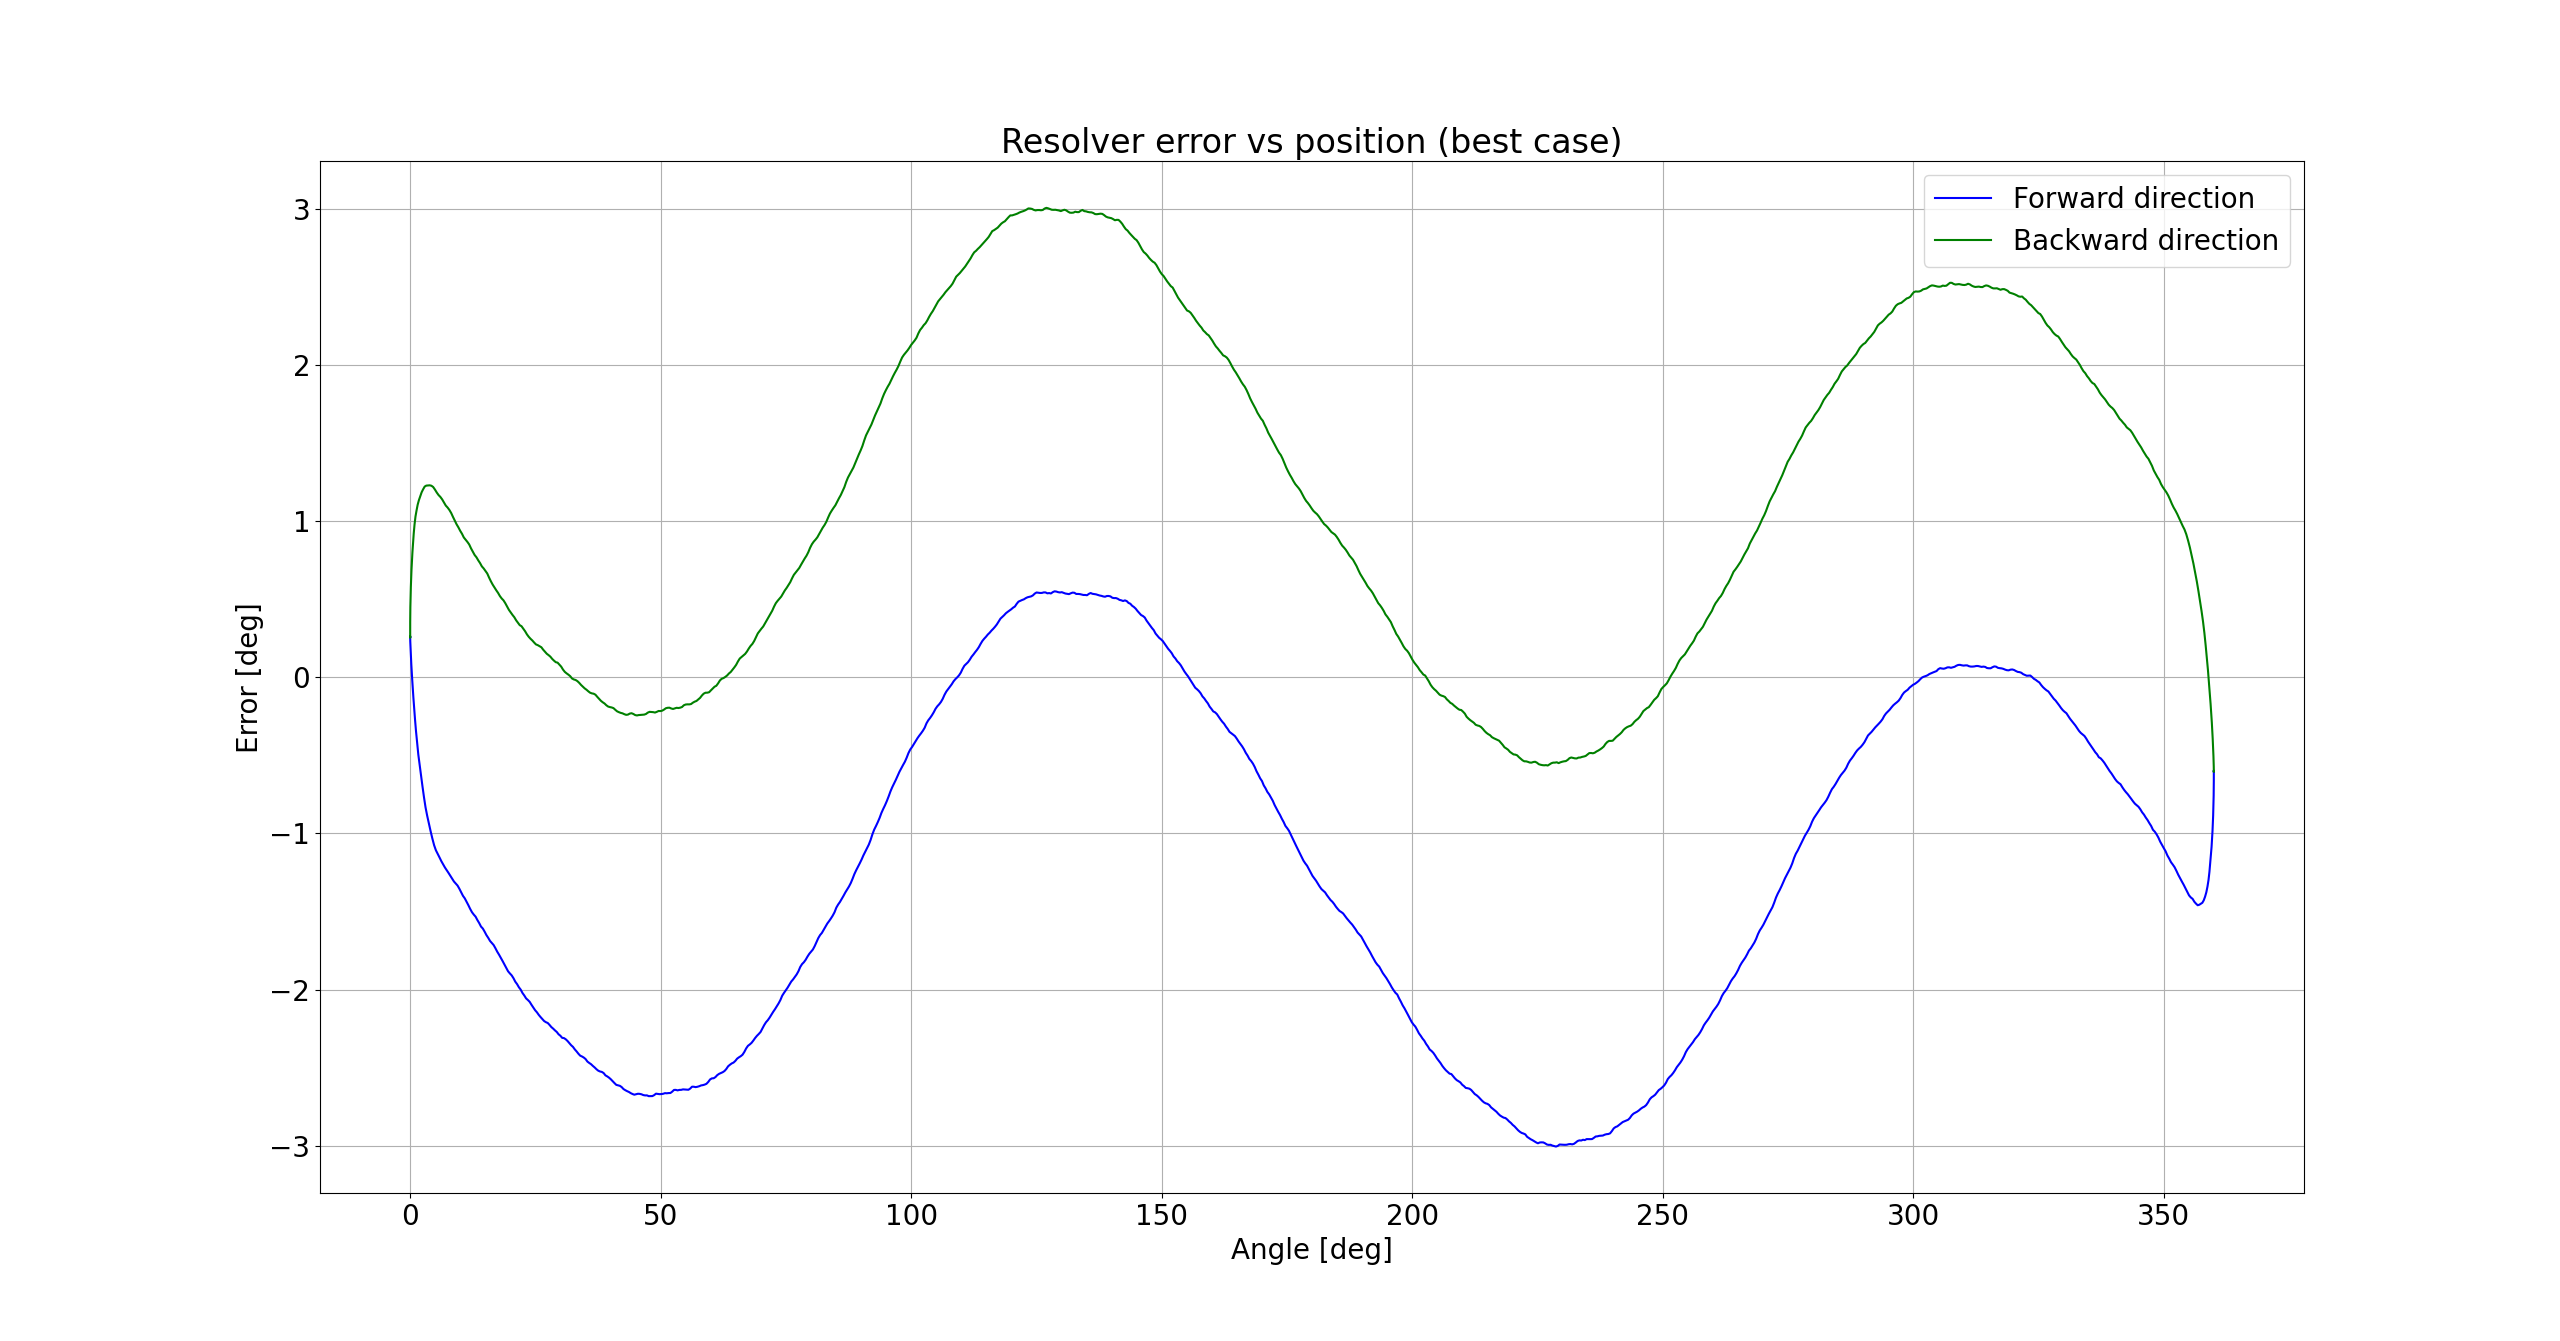 Resolver error vs position (best case)
Forward direction
Backward direction
3
2
1
0
−1
−2
−3
Error [deg]
0 50 100 150 200 250 300 350
Angle [deg]